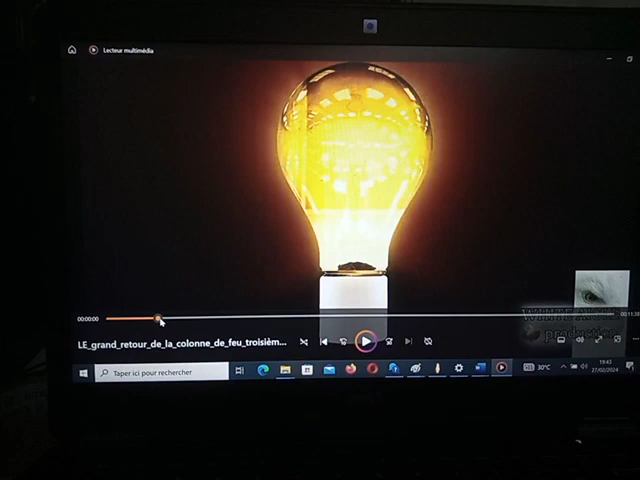 Lecteur multimédia
00:00:00
00:11:38
production
LE_grand_retour_de_la_colonne_de_feu_troisièm...
Taper ici pour rechercher
30°C
19:43
27/02/2024